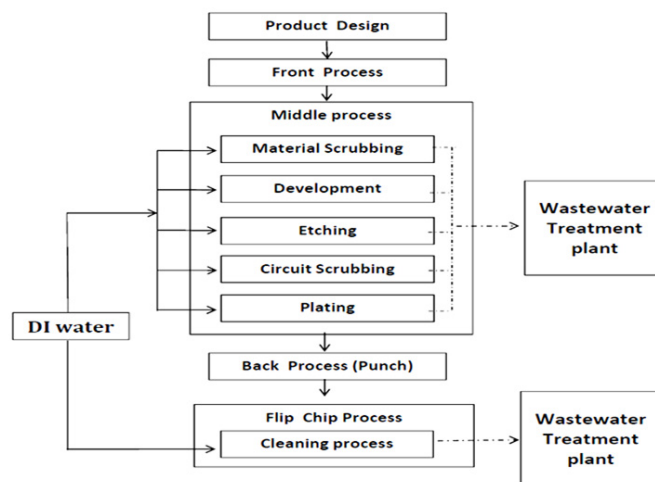 Product Design
Front Process
Middle process
Material Scrubbing
Development
Etching
Circuit Scrubbing
Plating
Wastewater
Treatment
plant
DI water
Back Process (Punch)
Flip Chip Process
Cleaning process
Wastewater
Treatment
plant